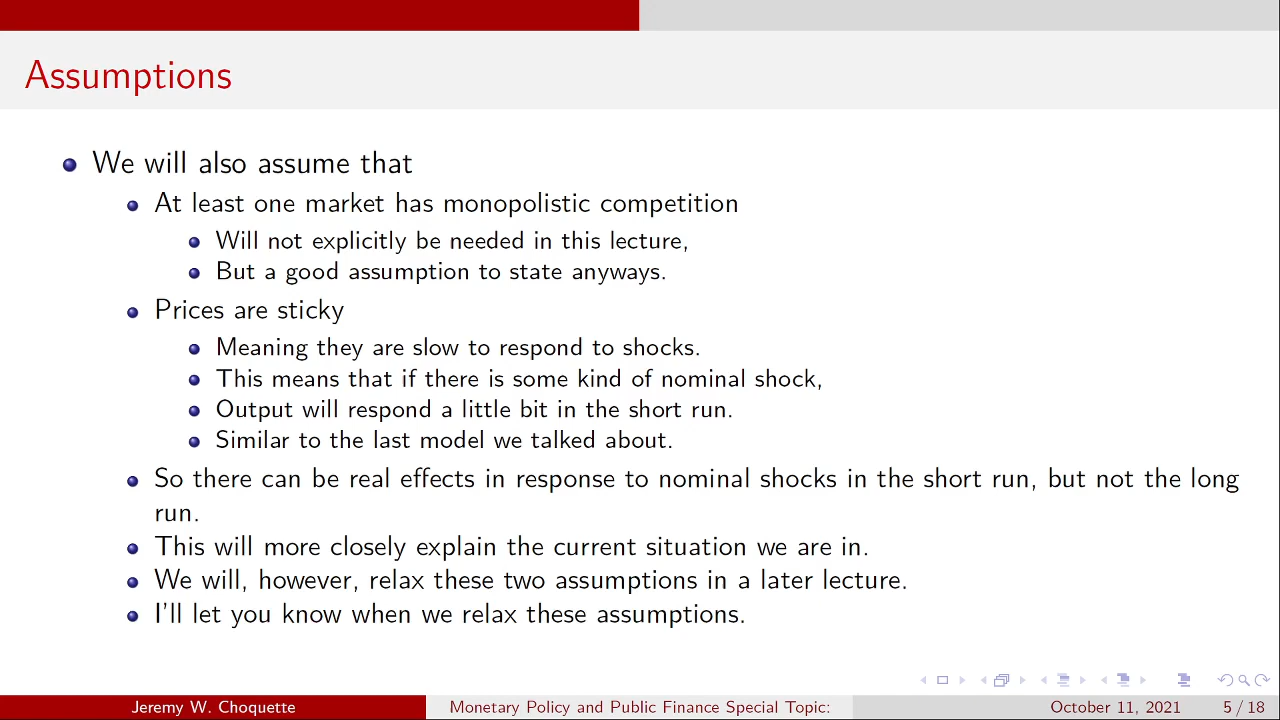 Assumptions
We will also assume that
At least one market has monopolistic competition
Will not explicitly be needed in this lecture,
But a good assumption to state anyways.
Prices are sticky
Meaning they are slow to respond to shocks.
This means that if there is some kind of nominal shock,
Output will respond a little bit in the short run.
Similar to the last model we talked about.
So there can be real effects in response to nominal shocks in the short run, but not the long
run.
This will more closely explain the current situation we are in.
We will, however, relax these two assumptions in a later lecture.
I'll let you know when we relax these assumptions.
Jeremy W. Choquette Monetary Policy and Public Finance Special Topic: October 11, 2021 5 / 18